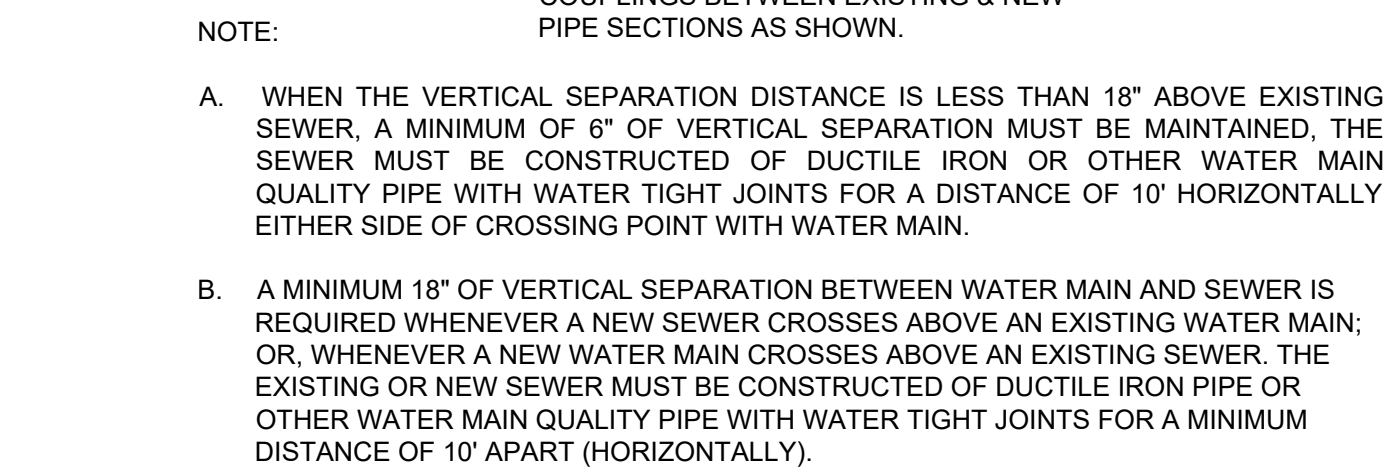 COUPLINGS BETWEEN EXISTING & NEW
PIPE SECTIONS AS SHOWN.
NOTE:
A. WHEN THE VERTICAL SEPARATION DISTANCE IS LESS THAN 18" ABOVE EXISTING
SEWER, A MINIMUM OF 6" OF VERTICAL SEPARATION MUST BE MAINTAINED, THE
SEWER MUST BE CONSTRUCTED OF DUCTILE IRON OR OTHER WATER MAIN
QUALITY PIPE WITH WATER TIGHT JOINTS FOR A DISTANCE OF 10' HORIZONTALLY
EITHER SIDE OF CROSSING POINT WITH WATER MAIN.
B. A MINIMUM 18" OF VERTICAL SEPARATION BETWEEN WATER MAIN AND SEWER IS
REQUIRED WHENEVER A NEW SEWER CROSSES ABOVE AN EXISTING WATER MAIN;
OR, WHENEVER A NEW WATER MAIN CROSSES ABOVE AN EXISTING SEWER. THE
EXISTING OR NEW SEWER MUST BE CONSTRUCTED OF DUCTILE IRON PIPE OR
OTHER WATER MAIN QUALITY PIPE WITH WATER TIGHT JOINTS FOR A MINIMUM
DISTANCE OF 10' APART (HORIZONTALLY).